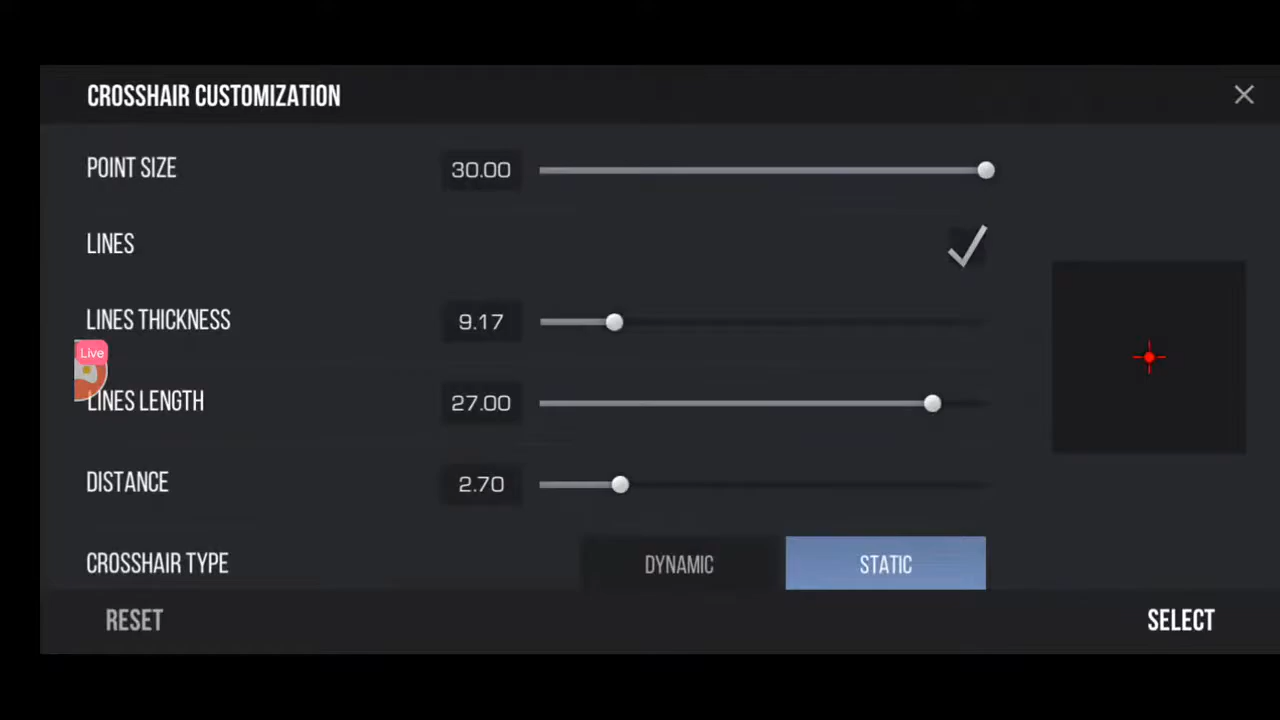 CROSSHAIR CUSTOMIZATION
POINT SIZE 30.00
LINES
LINES THICKNESS 9.17
Live
LINES LENGTH 27.00
DISTANCE 2.70
CROSSHAIR TYPE DYNAMIC STATIC
RESET SELECT